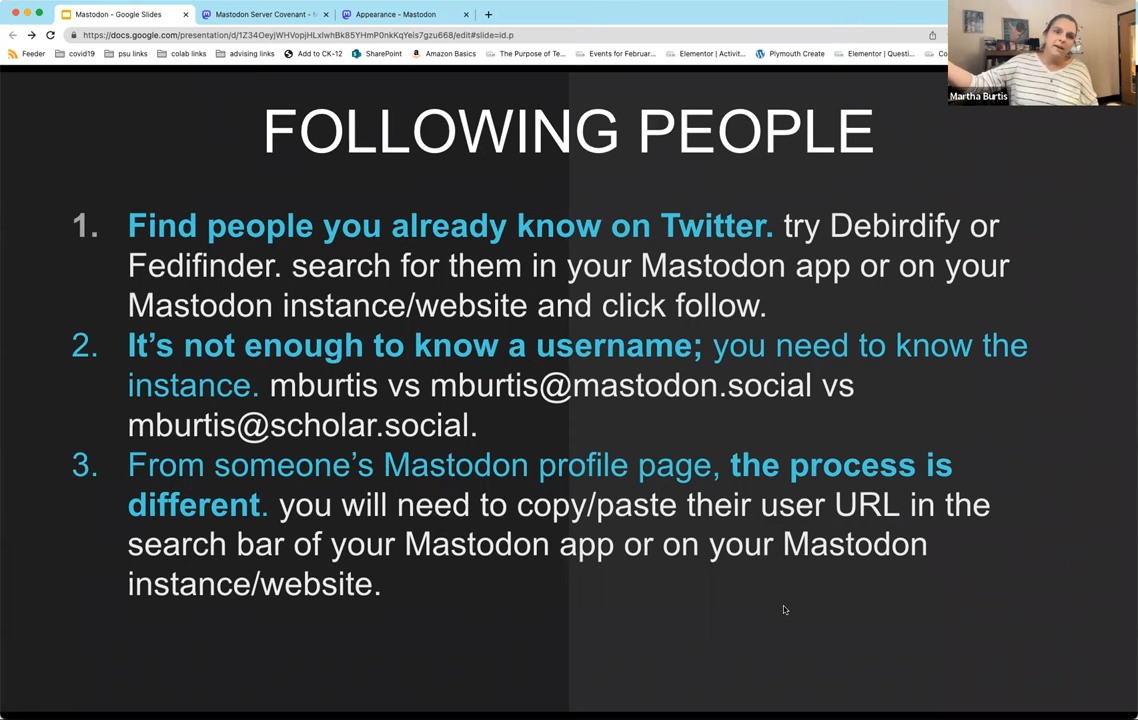 Mastodon - Google Slides
Mastodon Server Covenant -
Appearance - Mastodon
https://docs.google.com/presentation/d/1Z34OeyjWHVopjHLxlwhBk85YHmP0nkKqYeis7gzu668/edit#slide=id.p
Feeder
covid19
psu links
colab links
advising links
Add to CK-12
SharePoint
Amazon Basics
The Purpose of Te...
Events for Februar...
Elementor | Activit...
Plymouth Create
Elementor | Questi...
Martha Burtis
FOLLOWING PEOPLE
1. Find people you already know on Twitter. try Debirdify or
Fedifinder. search for them in your Mastodon app or on your
Mastodon instance/website and click follow.
2. It’s not enough to know a username; you need to know the
instance. mburtis vs mburtis@mastodon.social vs
mburtis@scholar.social.
3. From someone’s Mastodon profile page, the process is
different. you will need to copy/paste their user URL in the
search bar of your Mastodon app or on your Mastodon
instance/website.